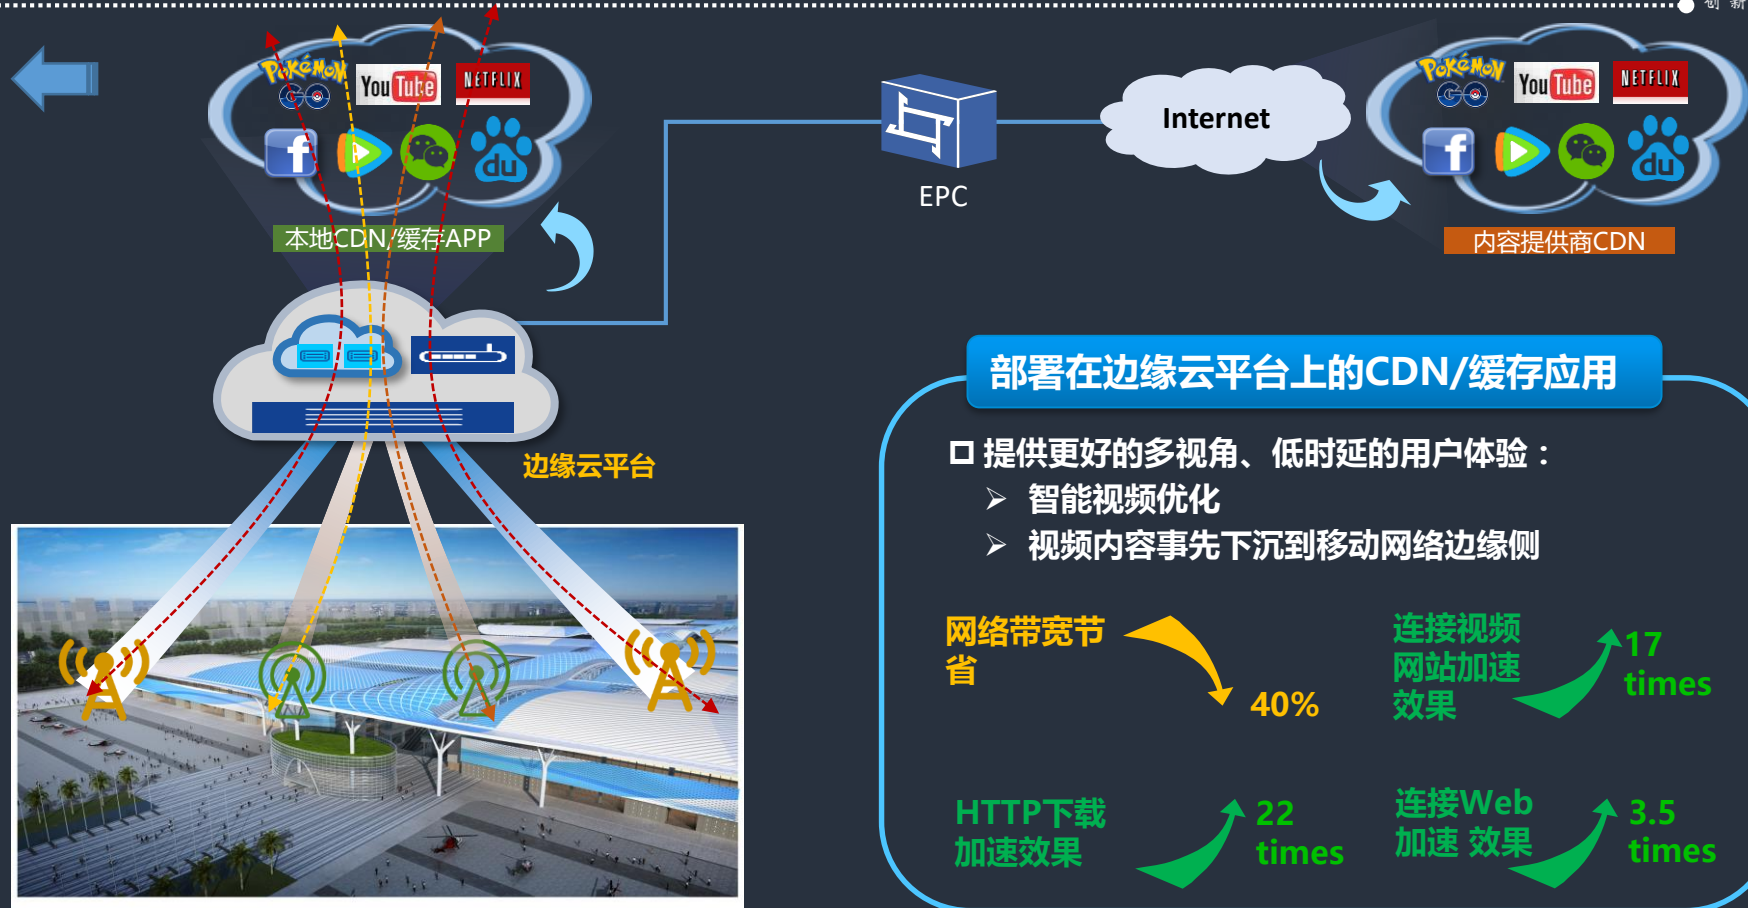 创新
POKéMON
GO
YouTube
NETFLIX
f
du
本地CDN/缓存APP
EPC
Internet
POKéMON
GO
YouTube
NETFLIX
f
du
内容提供商CDN
边缘云平台
部署在边缘云平台上的CDN/缓存应用
提供更好的多视角、低时延的用户体验：
智能视频优化
视频内容事先下沉到移动网络边缘侧
网络带宽节
省
40%
连接视频
网站加速
效果
17
times
HTTP下载
加速效果
22
times
连接Web
加速 效果
3.5
times